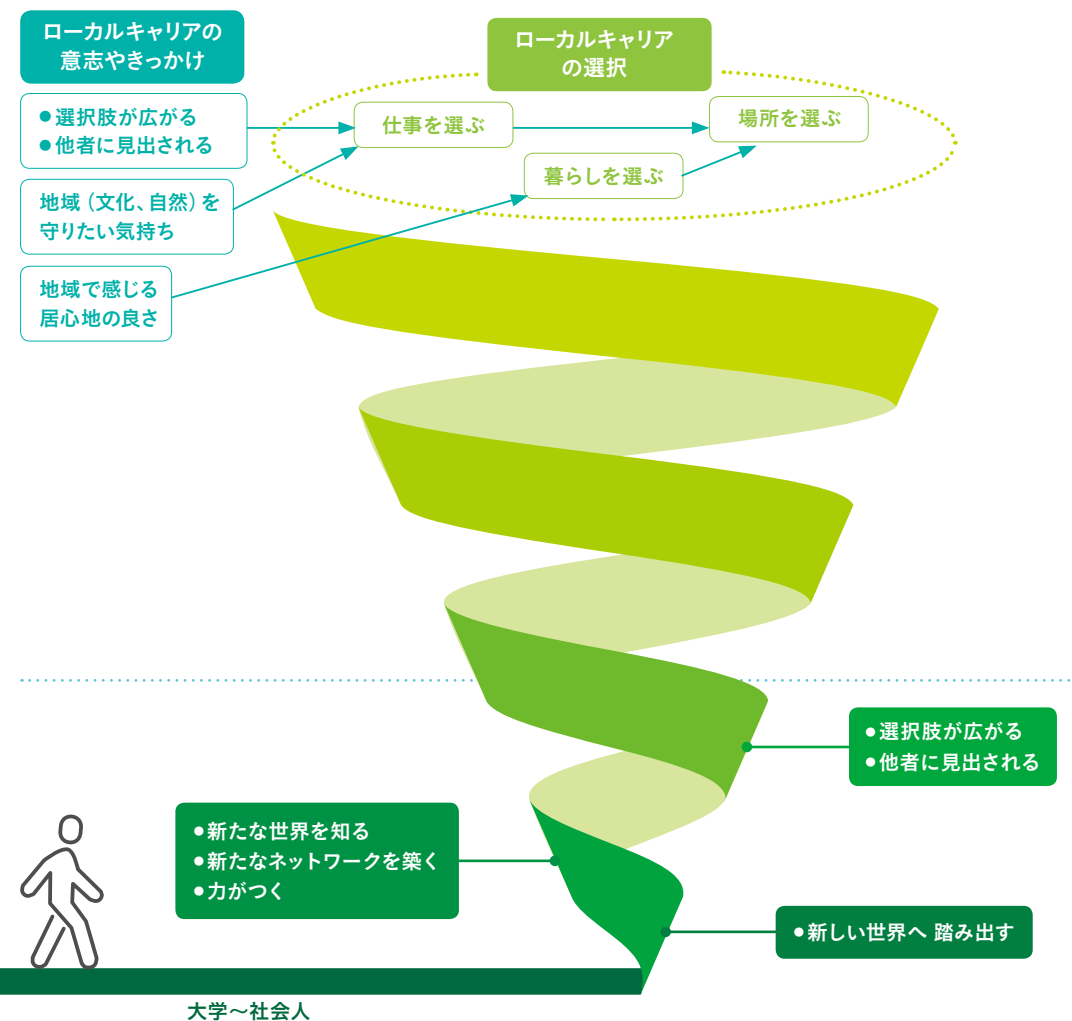 ローカルキャリアの
意志やきっかけ
●選択肢が広がる
●他者に見出される
地域（文化、自然）を
守りたい気持ち
地域で感じる
居心地の良さ
ローカルキャリア
の選択
仕事を選ぶ
場所を選ぶ
暮らしを選ぶ
●選択肢が広がる
●他者に見出される
●新たな世界を知る
●新たなネットワークを築く
●力がつく
●新しい世界へ 踏み出す
大学～社会人